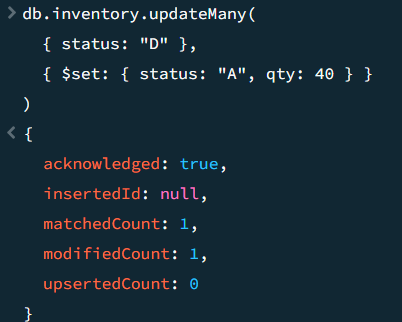 > db.inventory.updateMany(
{ status: "D" },
{ $set: { status: "A", qty: 40 } }
)
< {
acknowledged: true,
insertedId: null,
matchedCount: 1,
modifiedCount: 1,
upsertedCount: 0
}